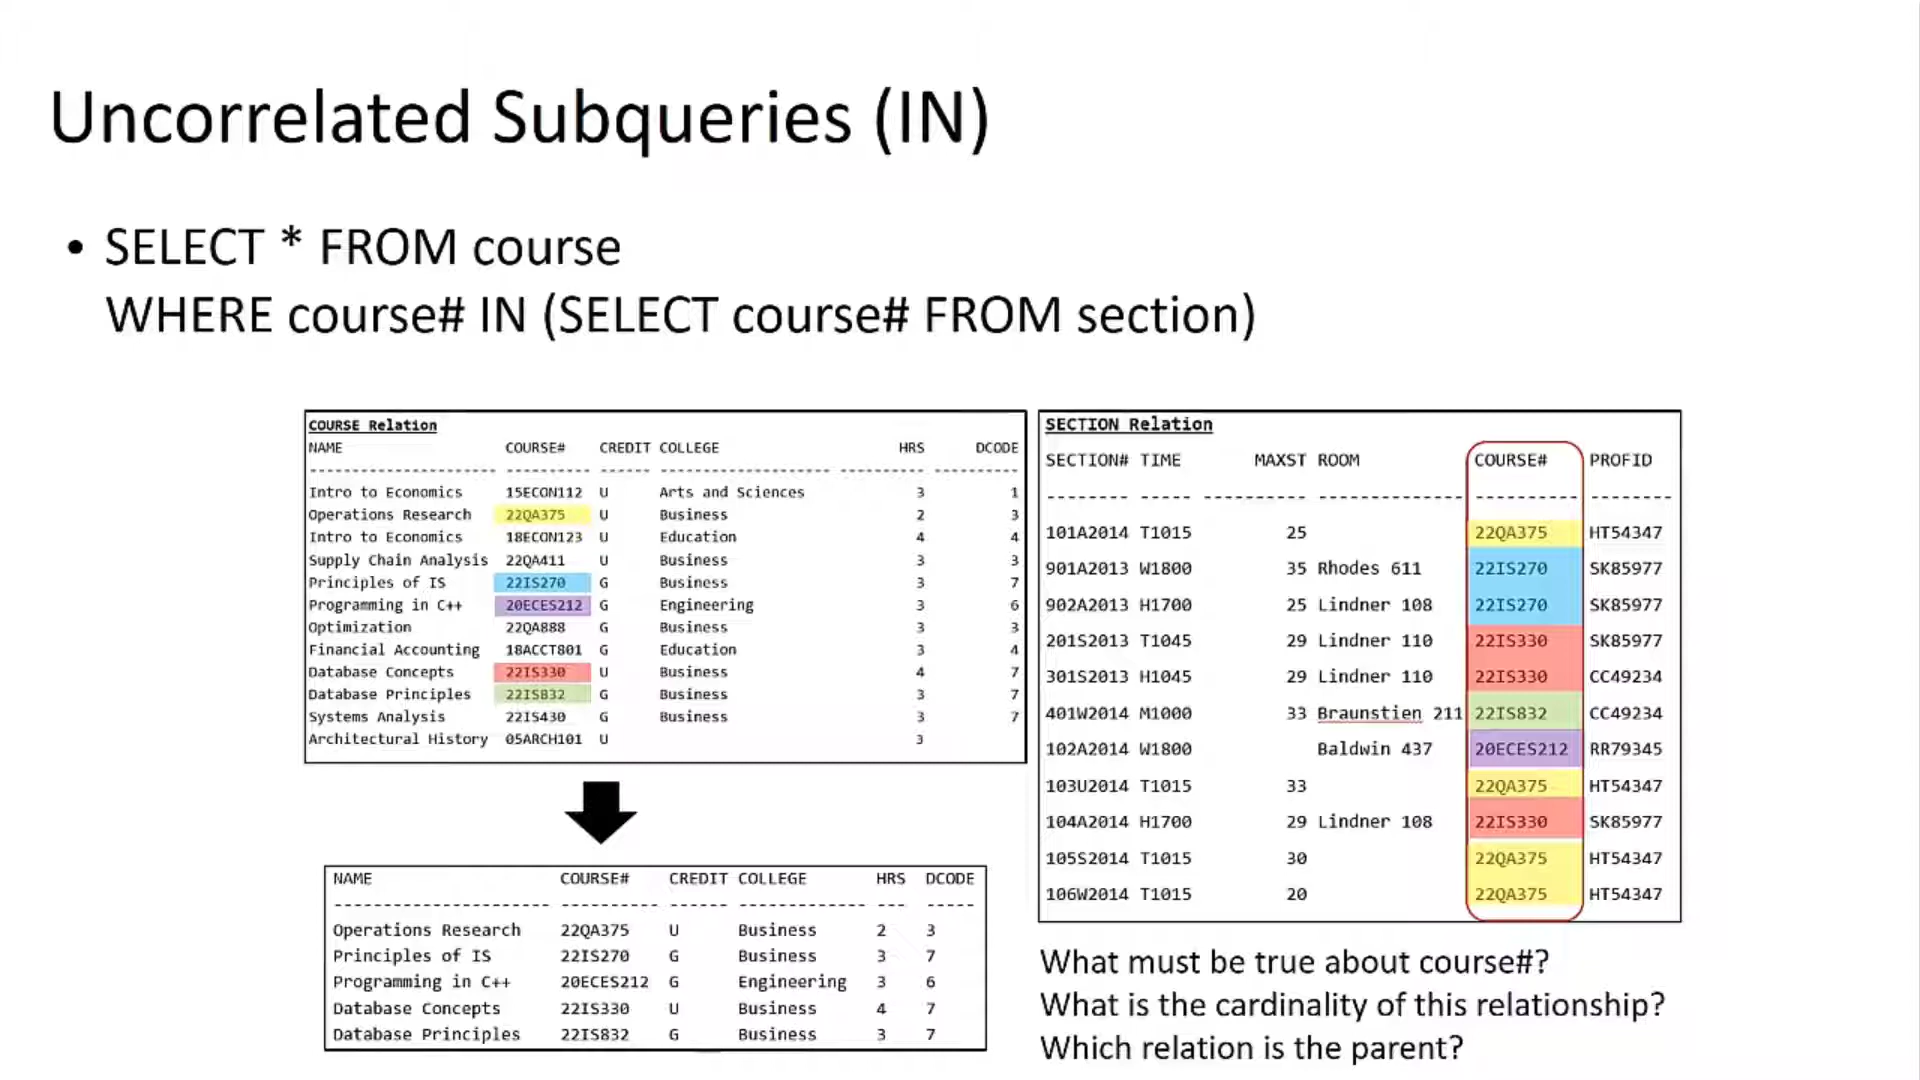 Uncorrelated Subqueries (IN)
• SELECT * FROM course
WHERE course# IN (SELECT course# FROM section)
COURSE Relation
NAME COURSE# CREDIT COLLEGE HRS DCODE
Intro to Economics 15ECON112 U Arts and Sciences 3 1
Operations Research 22QA375 U Business 2 3
Intro to Economics 18ECON123 U Education 4 4
Supply Chain Analysis 22QA411 U Business 3 3
Principles of IS 22IS270 G Business 3 7
Programming in C++ 20ECES212 G Engineering 3 6
Optimization 22QA888 G Business 3 3
Financial Accounting 18ACCT801 G Education 3 4
Database Concepts 22IS330 U Business 4 7
Database Principles 22IS832 G Business 3 7
Systems Analysis 22IS430 G Business 3 7
Architectural History 05ARCH101 U 3
NAME COURSE# CREDIT COLLEGE HRS DCODE
Operations Research 22QA375 U Business 2 3
Principles of IS 22IS270 G Business 3 7
Programming in C++ 20ECES212 G Engineering 3 6
Database Concepts 22IS330 U Business 4 7
Database Principles 22IS832 G Business 3 7
SECTION Relation
SECTION# TIME MAXST ROOM COURSE# PROFID
101A2014 T1015 25 22QA375 HT54347
901A2013 W1800 35 Rhodes 611 22IS270 SK85977
902A2013 H1700 25 Lindner 108 22IS270 SK85977
201S2013 T1045 29 Lindner 110 22IS330 SK85977
301S2013 H1045 29 Lindner 110 22IS330 CC49234
401W2014 M1000 33 Braunstien 211 22IS832 CC49234
102A2014 W1800 Baldwin 437 20ECES212 RR79345
103U2014 T1015 33 22QA375 HT54347
104A2014 H1700 29 Lindner 108 22IS330 SK85977
105S2014 T1015 30 22QA375 HT54347
106W2014 T1015 20 22QA375 HT54347
What must be true about course#?
What is the cardinality of this relationship?
Which relation is the parent?